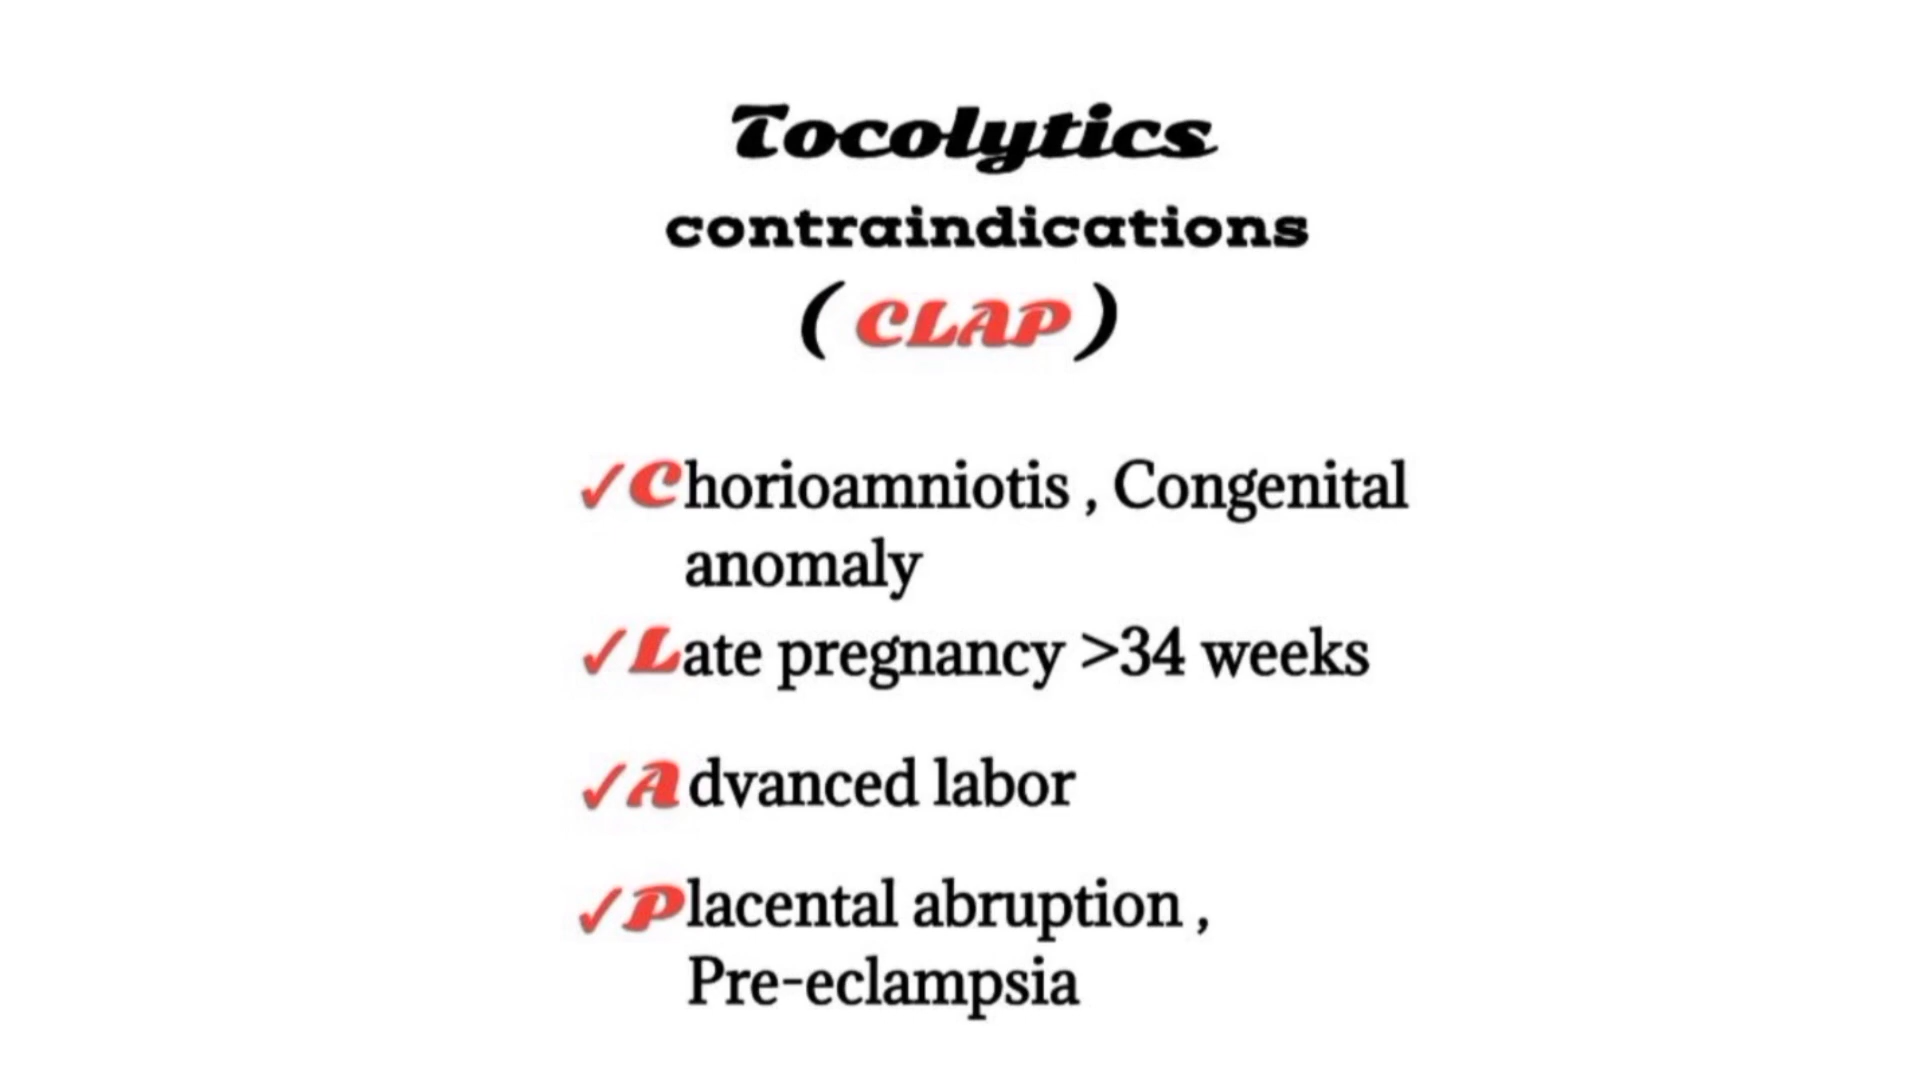 Tocolytics
contraindications
( CLAP )
✓Chorioamniotis , Congenital
anomaly
✓Late pregnancy >34 weeks
✓Advanced labor
✓Placental abruption ,
Pre-eclampsia